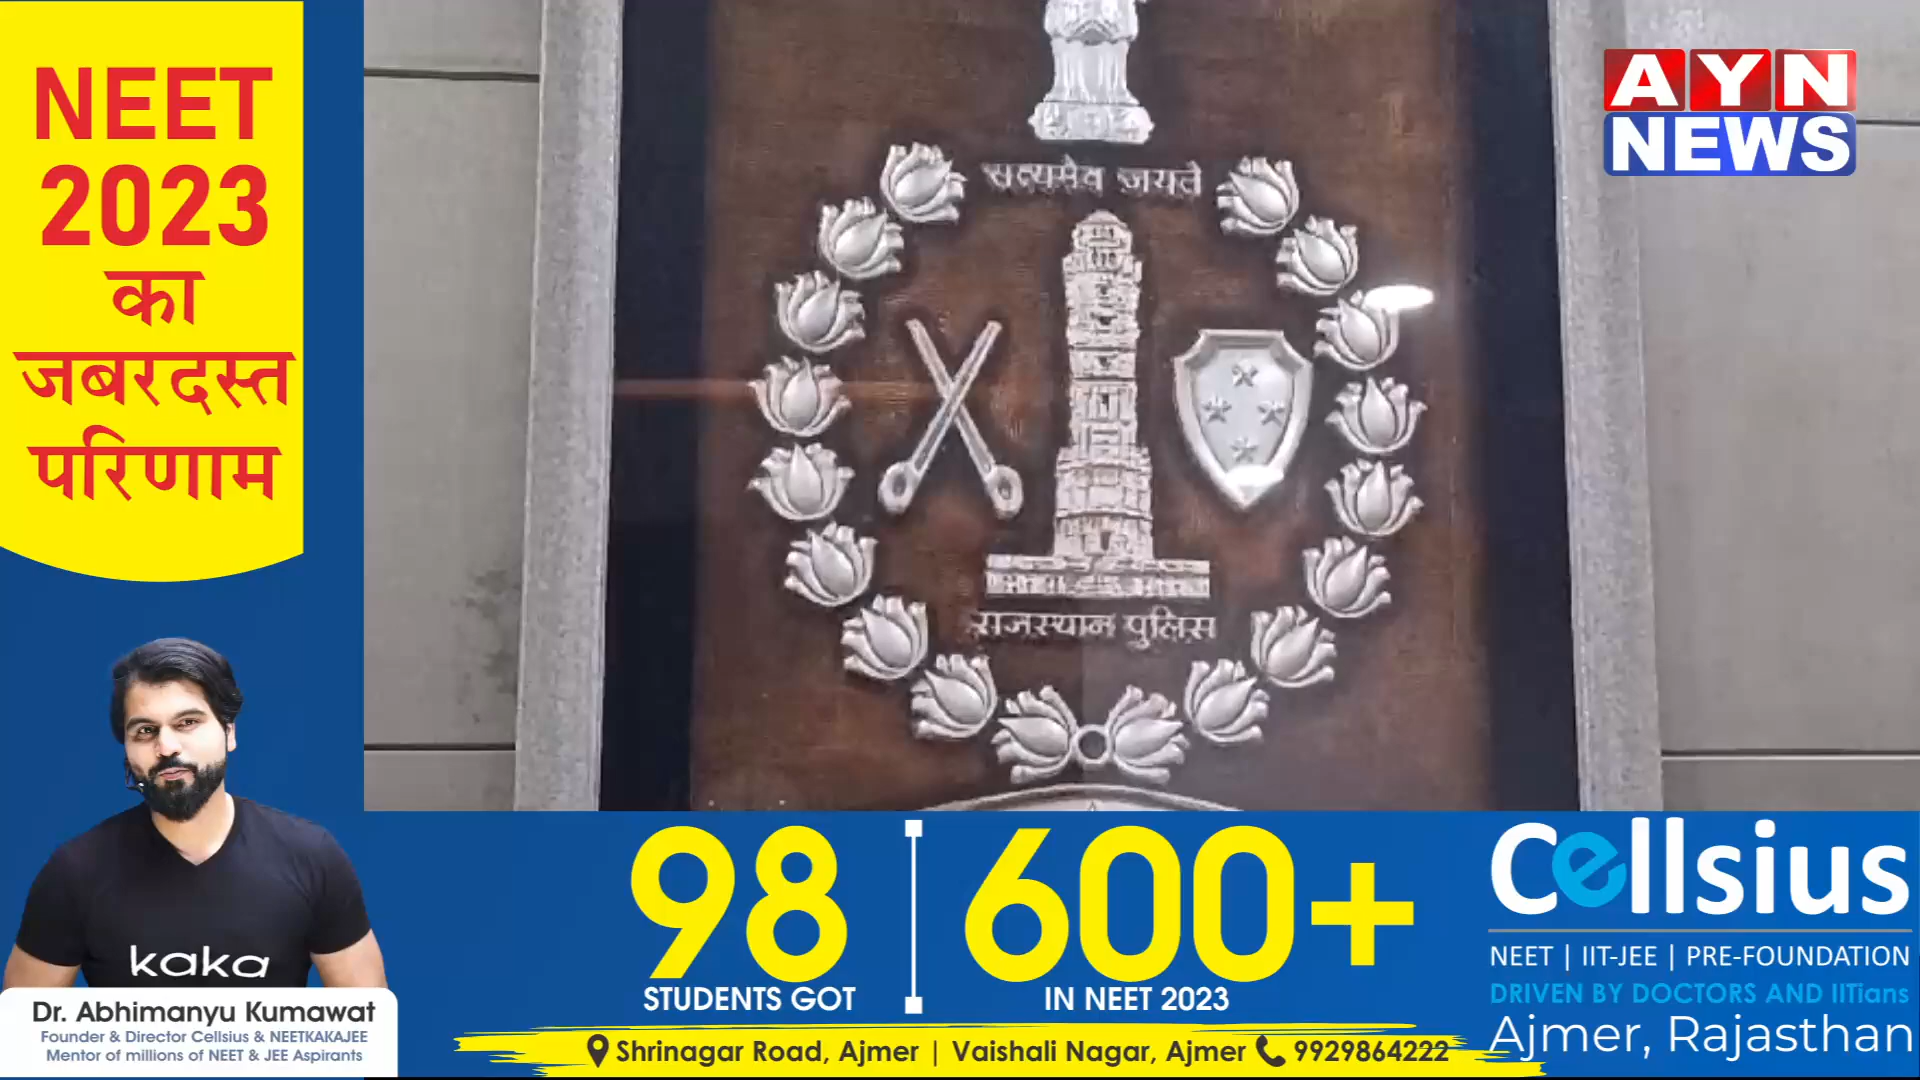 NEET
2023
का
जबरदस्त
परिणाम
AYN
NEWS
सत्यमेव जयते
राजस्थान पुलिस
kaka
Dr. Abhimanyu Kumawat
Founder & Director Cellsius & NEETKAKAJEE
Mentor of millions of NEET & JEE Aspirants
98
STUDENTS GOT
600+
IN NEET 2023
Shrinagar Road, Ajmer | Vaishali Nagar, Ajmer 9929864222
Cellsius
NEET | IIT-JEE | PRE-FOUNDATION
DRIVEN BY DOCTORS AND IITians
Ajmer, Rajasthan